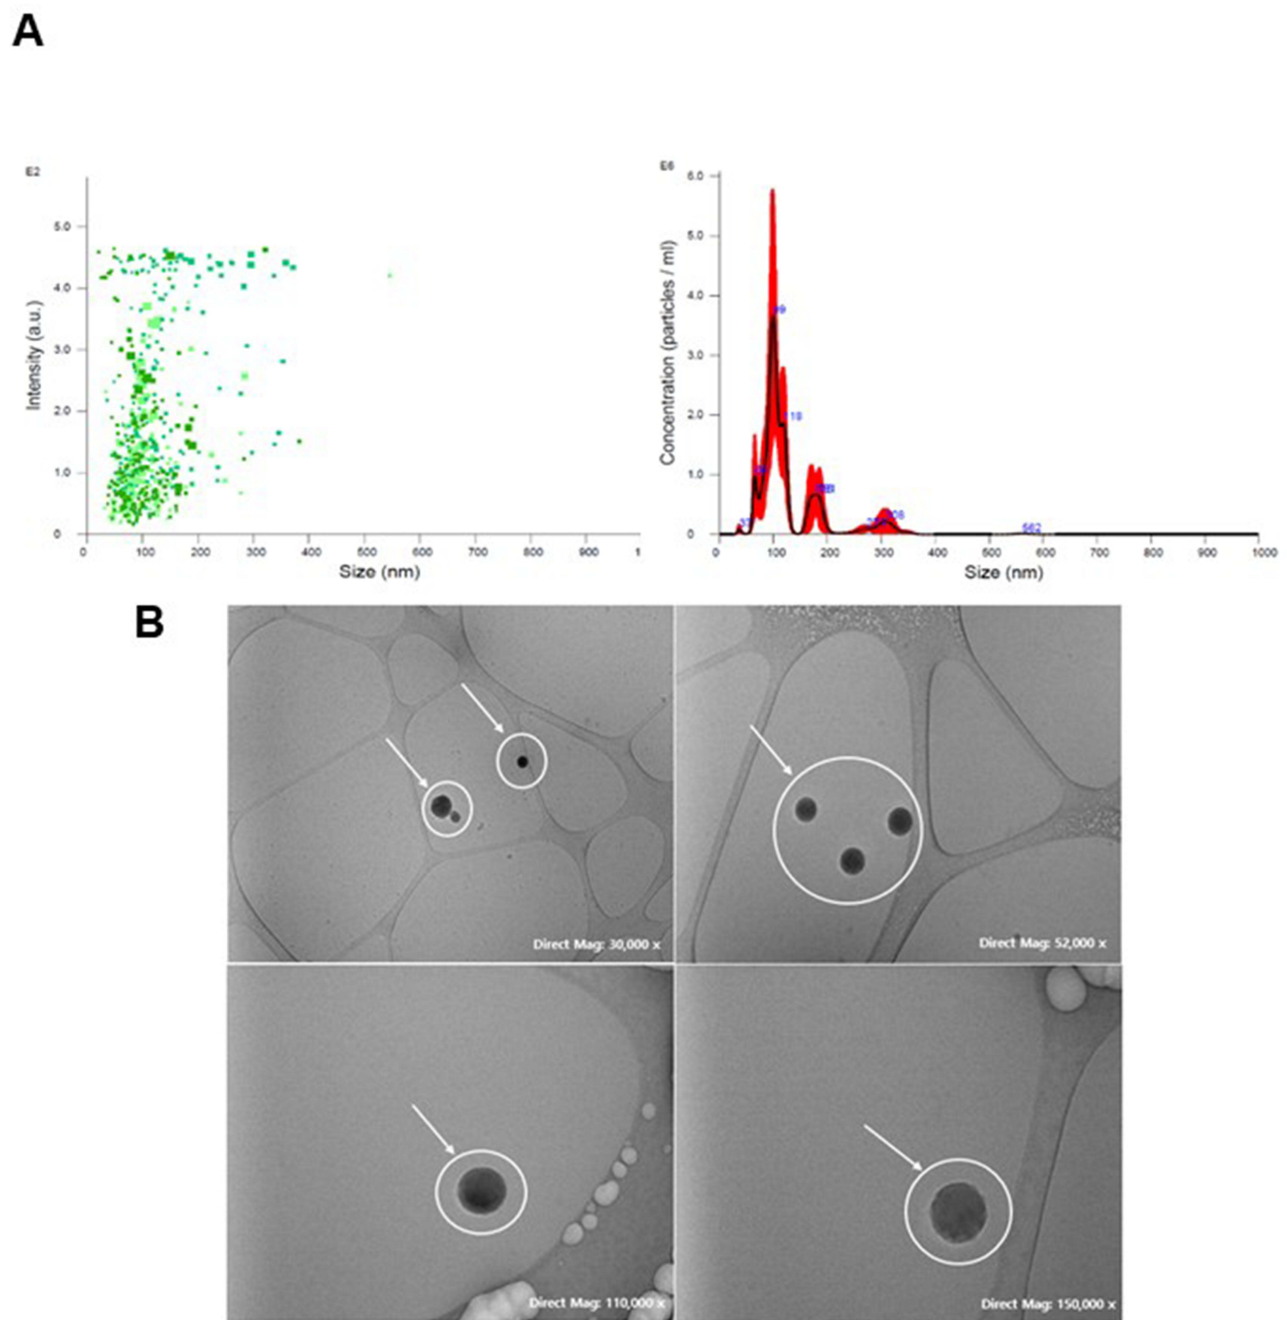 A
E2
5.0
4.0
3.0
2.0
1.0
0
Intensity (a.u.)
0 100 200 300 400 500 600 700 800 900 1
Size (nm)
E6
6.0
5.0
4.0
3.0
2.0
1.0
0
Concentration (particles / ml)
99
118
37
308
562
0 100 200 300 400 500 600 700 800 900 1000
Size (nm)
B
Direct Mag: 30,000 x
Direct Mag: 52,000 x
Direct Mag: 110,000 x
Direct Mag: 150,000 x